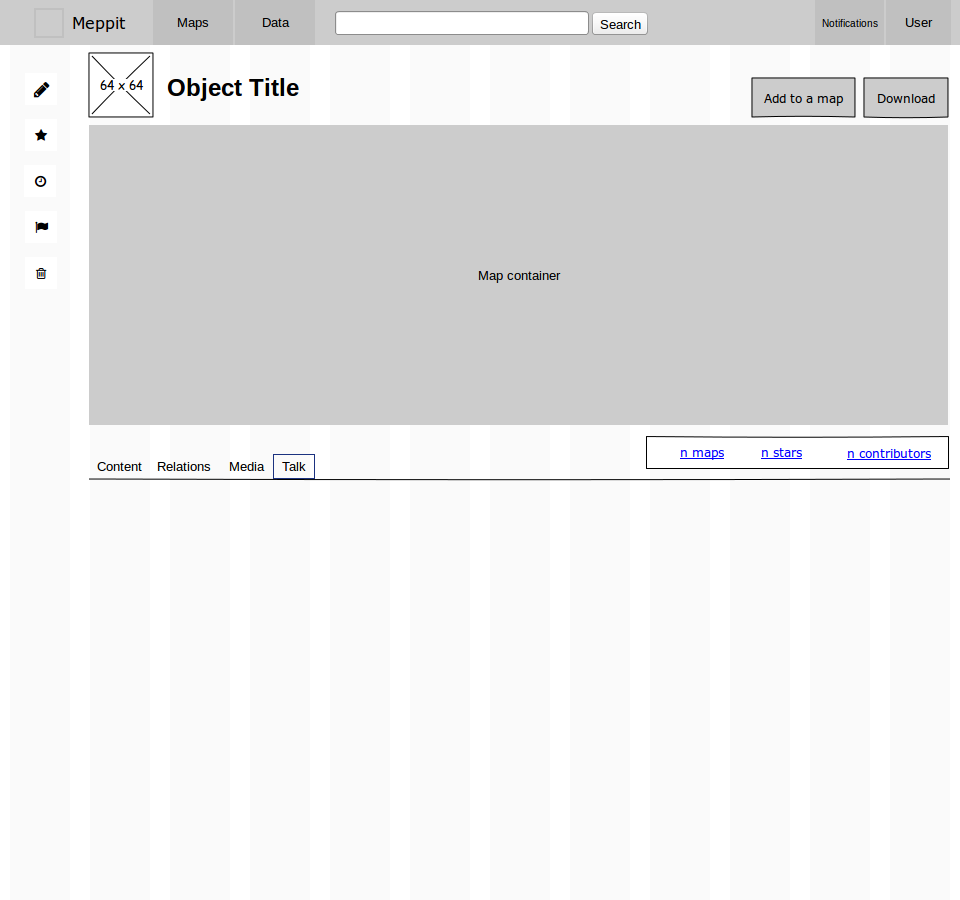 Meppit Maps Data Search Notifications User
64 x 64 Object Title
Add to a map Download
Map container
n maps n stars n contributors
Content Relations Media Talk